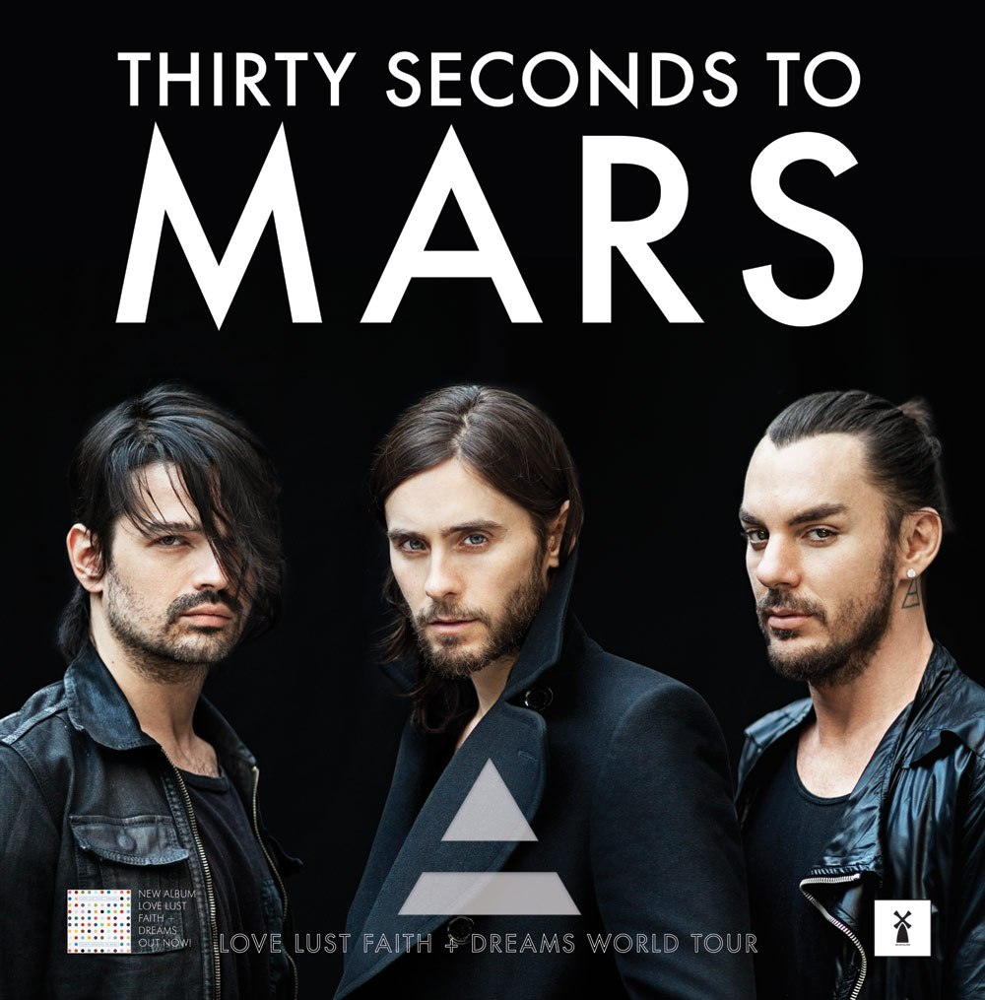 THIRTY SECONDS TO
MARS
NEW ALBUM
LOVE LUST
FAITH +
DREAMS
OUT NOW!
LOVE LUST FAITH + DREAMS WORLD TOUR